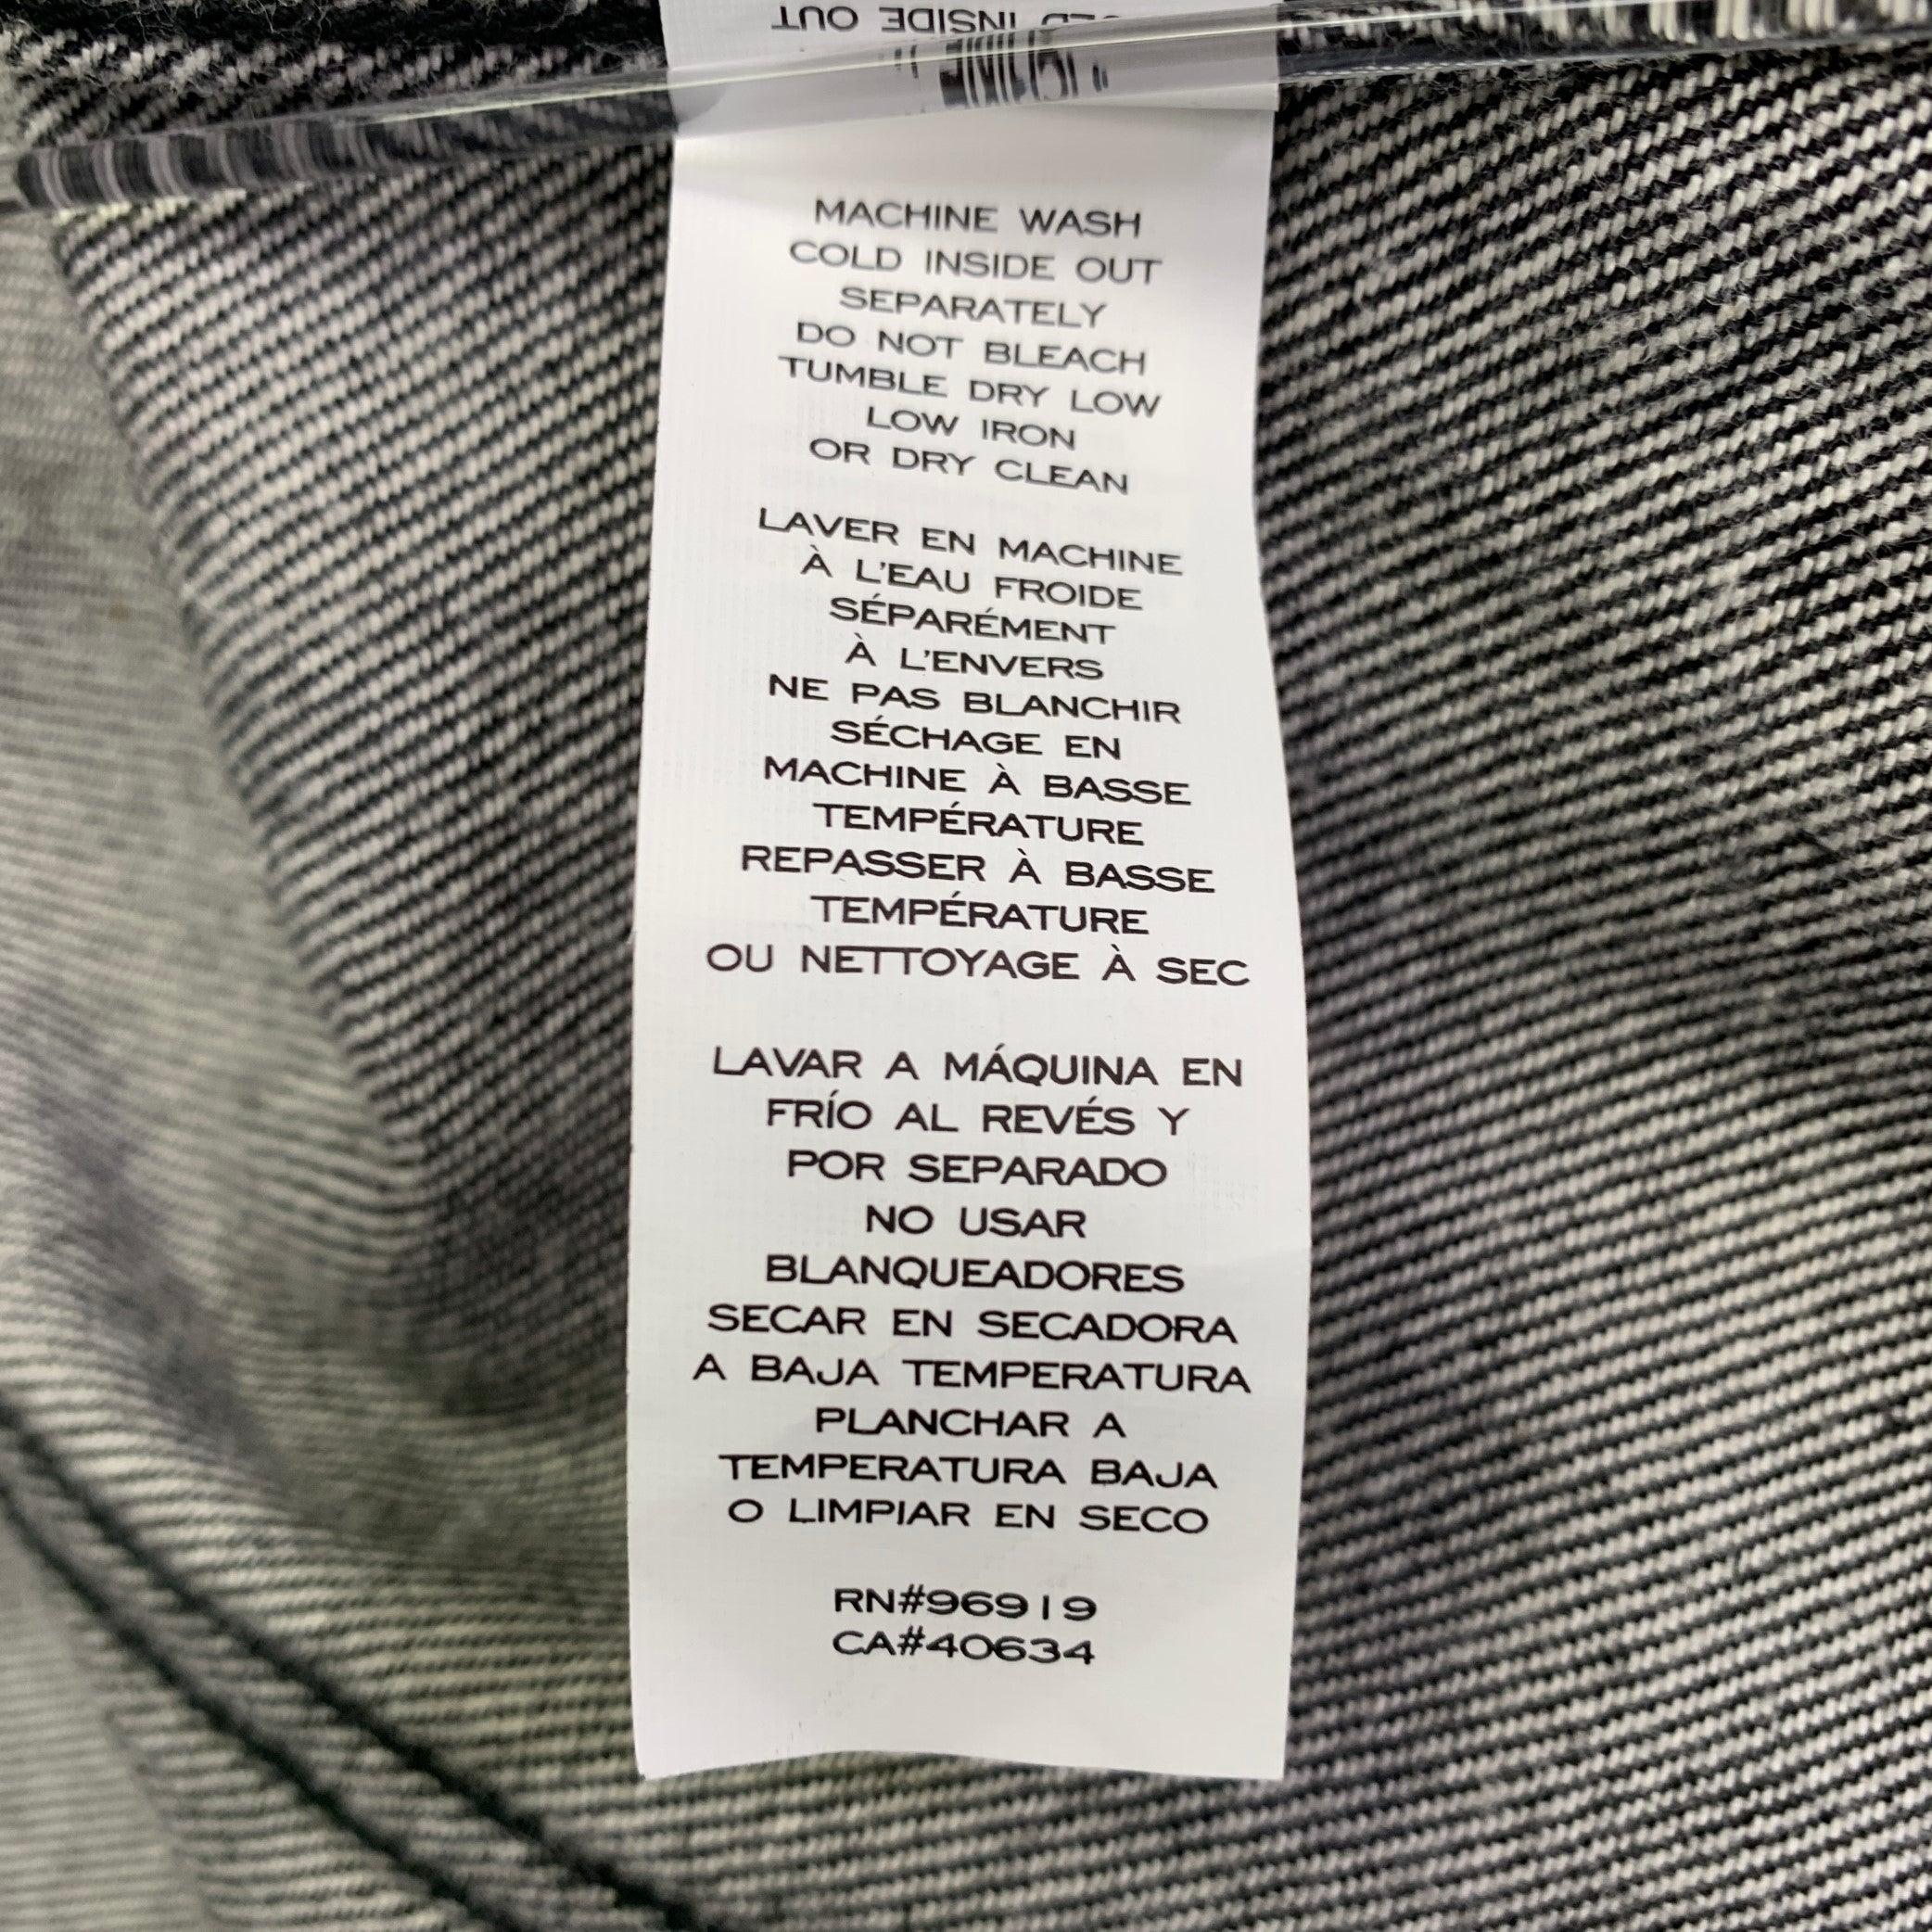 INSIDE OUT
MACHINE WASH
COLD INSIDE OUT
SEPARATELY
DO NOT BLEACH
TUMBLE DRY LOW
LOW IRON
OR DRY CLEAN
LAVER EN MACHINE
À L'EAU FROIDE
SÉPARÉMENT
À L'ENVERS
NE PAS BLANCHIR
SÉCHAGE EN
MACHINE À BASSE
TEMPÉRATURE
REPASSER À BASSE
TEMPÉRATURE
OU NETTOYAGE À SEC
LAVAR A MÁQUINA EN
FRÍO AL REVÉS Y
POR SEPARADO
NO USAR
BLANQUEADORES
SECAR EN SECADORA
A BAJA TEMPERATURA
PLANCHAR A
TEMPERATURA BAJA
O LIMPIAR EN SECO
RN#96919
CA#40634